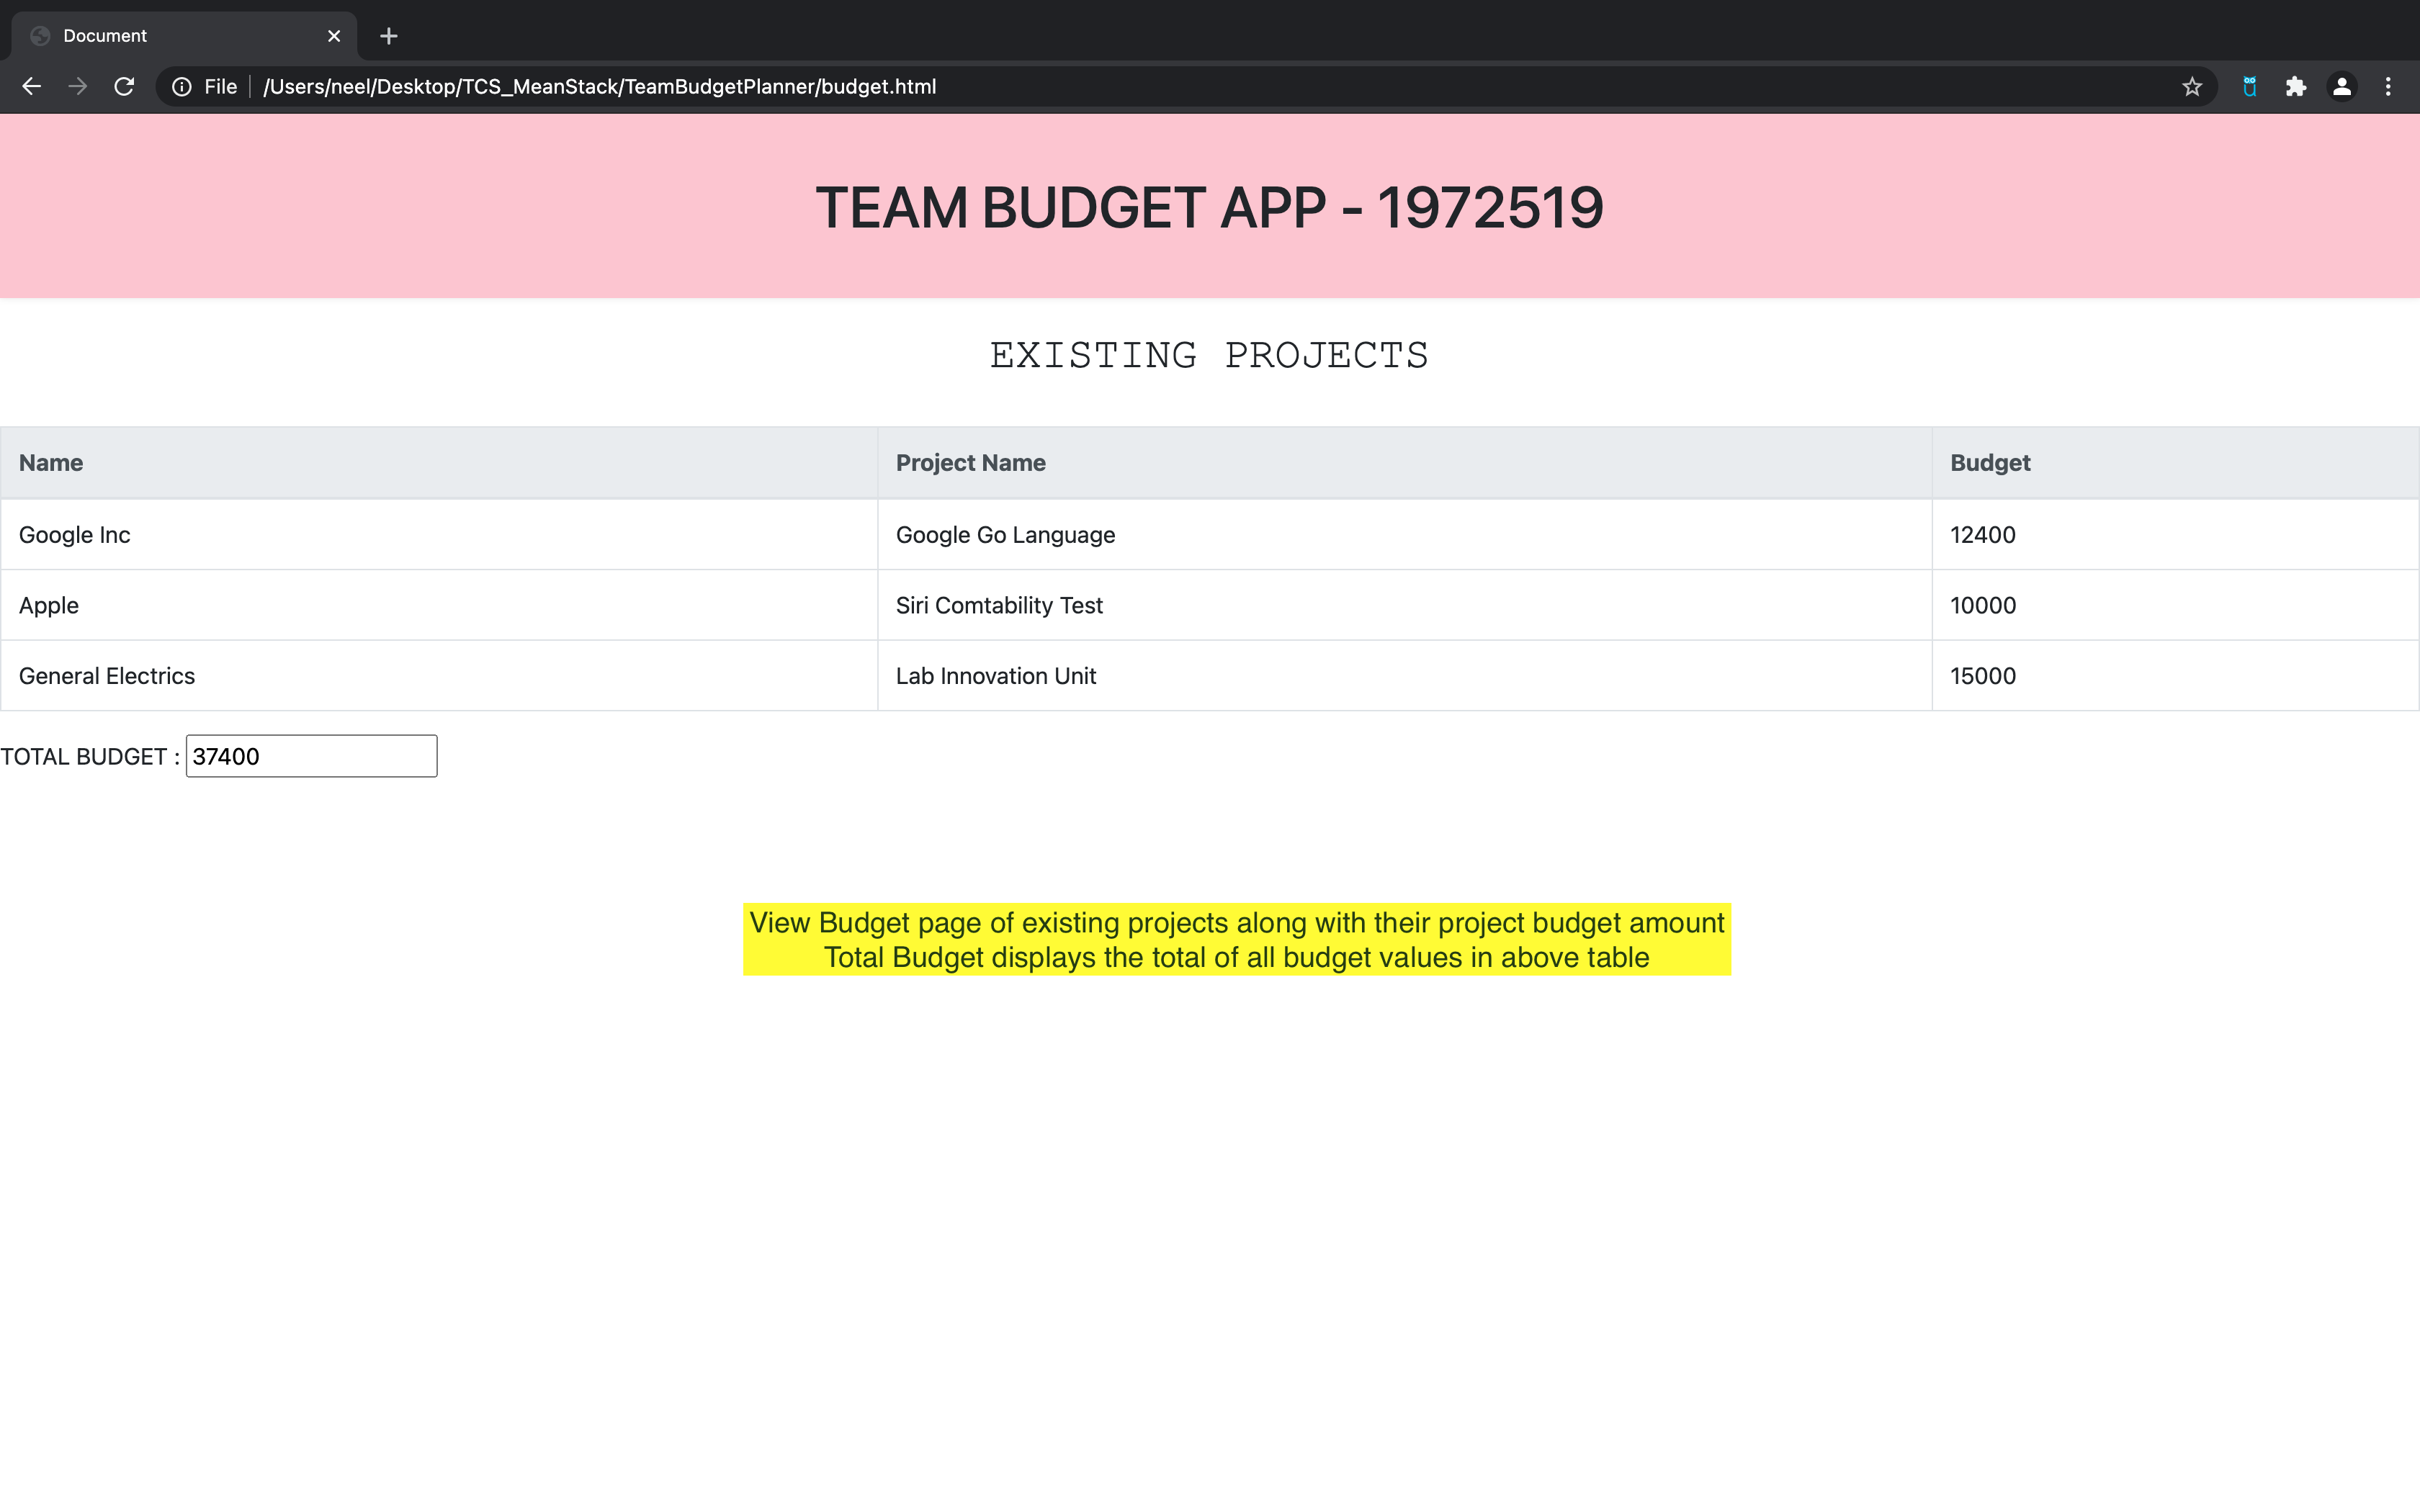 Document
File /Users/neel/Desktop/TCS_MeanStack/TeamBudgetPlanner/budget.html
TEAM BUDGET APP - 1972519
EXISTING PROJECTS
Name Project Name Budget
Google Inc Google Go Language 12400
Apple Siri Comtability Test 10000
General Electrics Lab Innovation Unit 15000
TOTAL BUDGET : 37400
View Budget page of existing projects along with their project budget amount
Total Budget displays the total of all budget values in above table